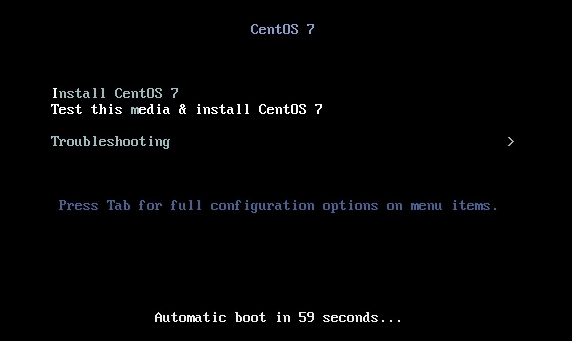 CentOS 7
Install CentOS 7
Test this media & install CentOS 7
Troubleshooting >
Press Tab for full configuration options on menu items.
Automatic boot in 59 seconds...